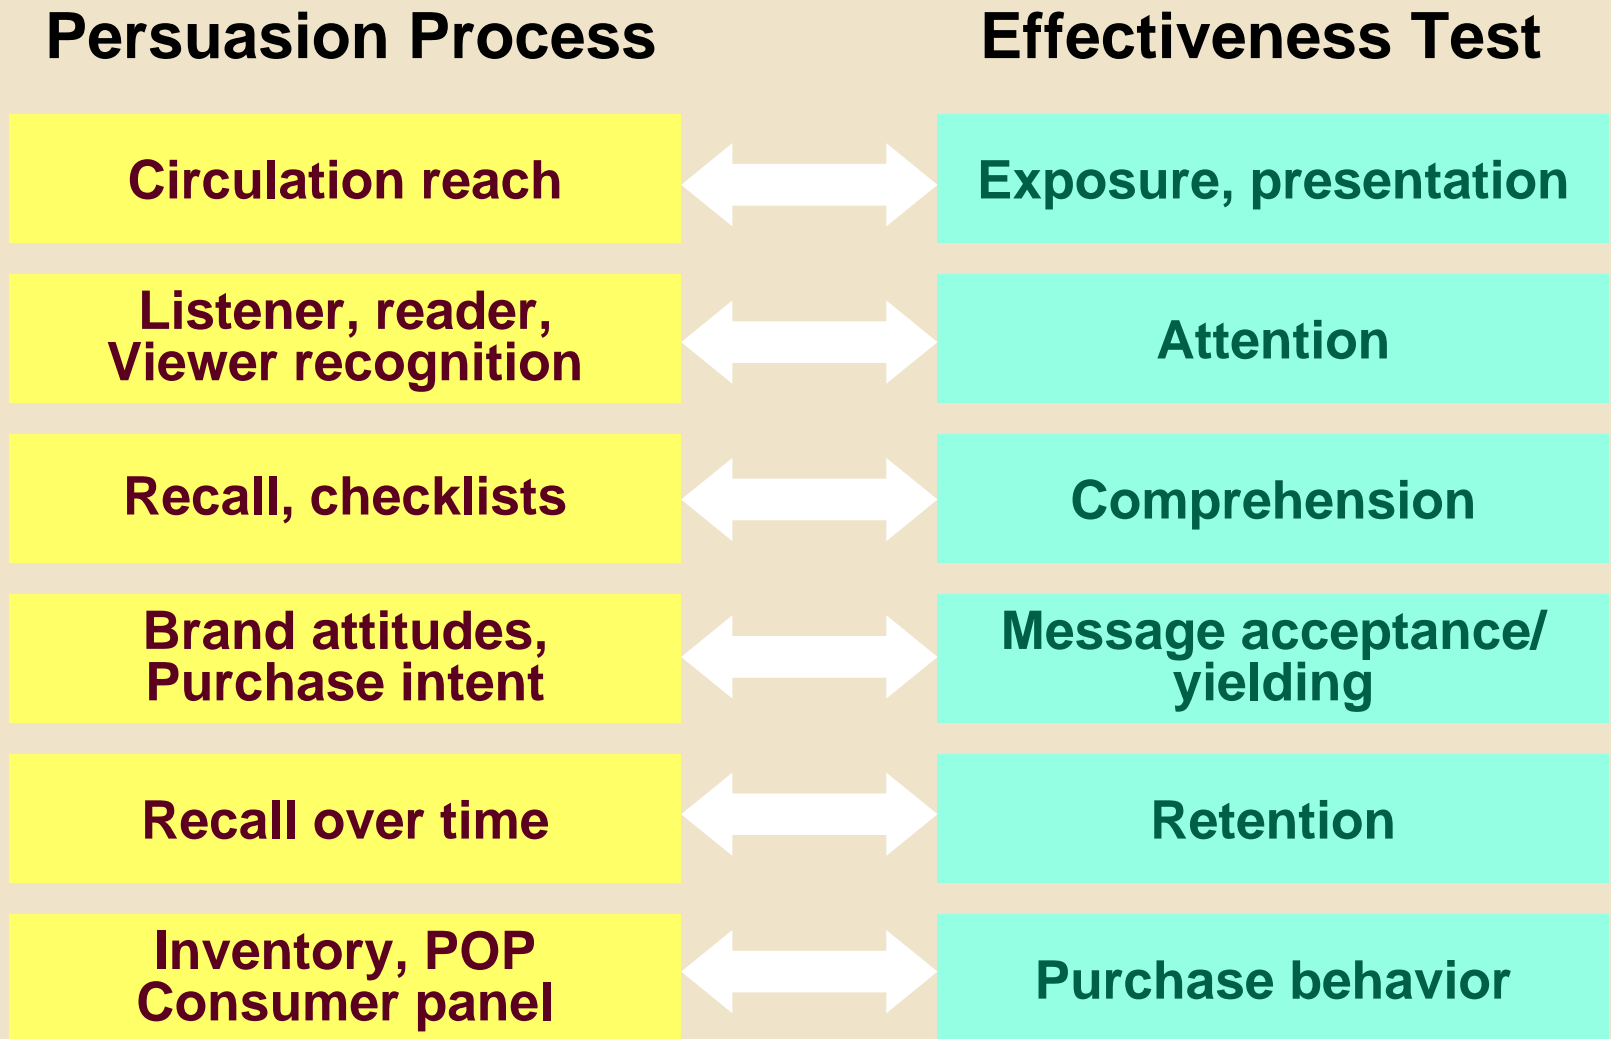 Persuasion Process
Effectiveness Test
Circulation reach
Exposure, presentation
Listener, reader,
Viewer recognition
Attention
Recall, checklists
Comprehension
Brand attitudes,
Purchase intent
Message acceptance/
yielding
Recall over time
Retention
Inventory, POP
Consumer panel
Purchase behavior